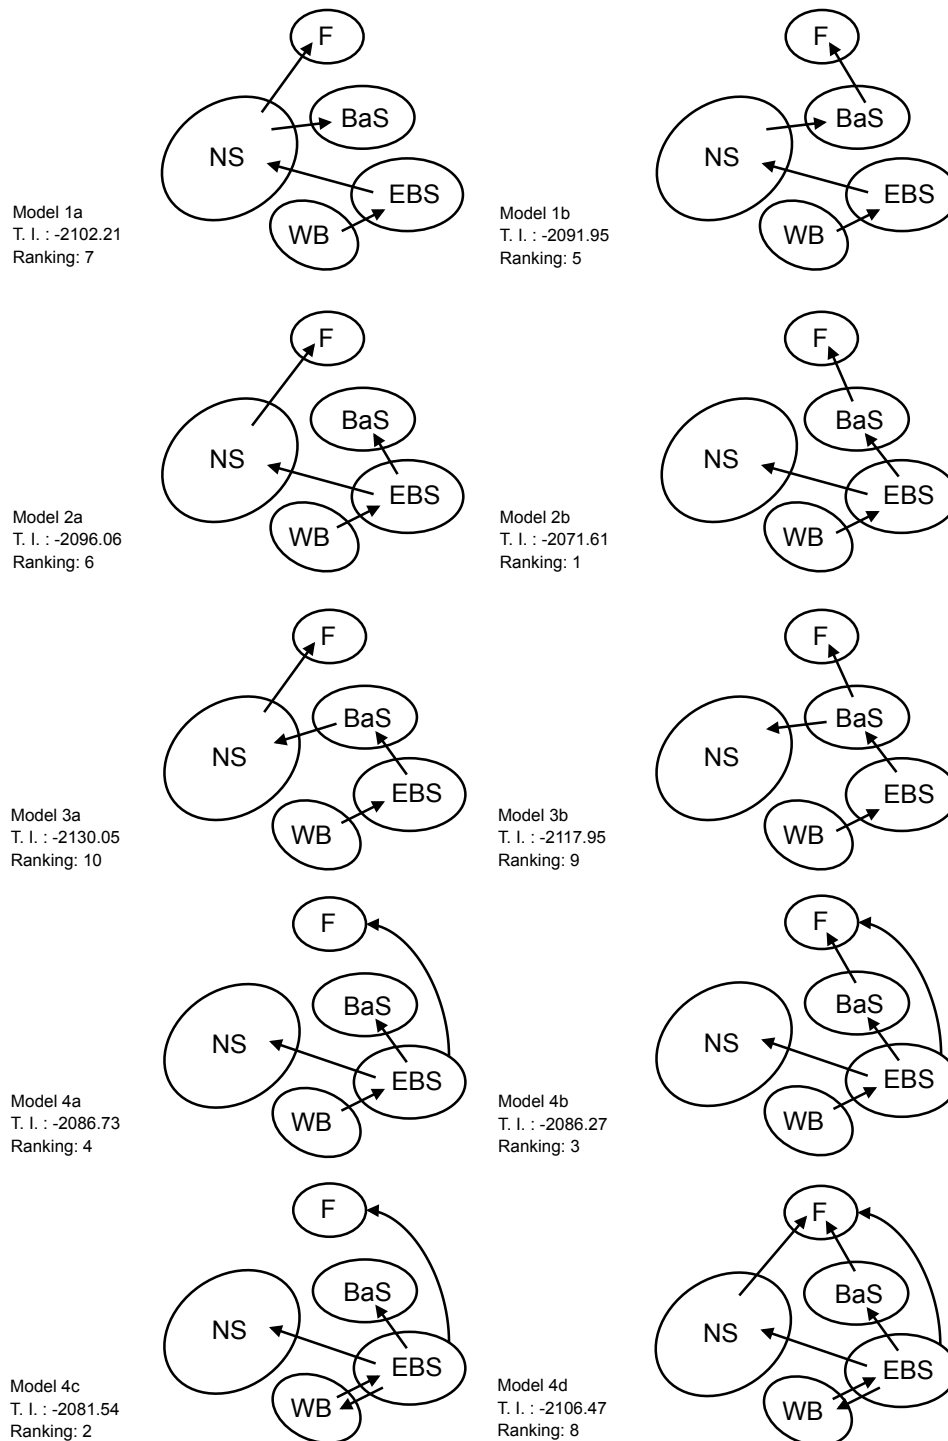 F
BaS
NS
EBS
WB
Model 1a
T. I. : -2102.21
Ranking: 7
F
BaS
NS
EBS
WB
Model 1b
T. I. : -2091.95
Ranking: 5
F
BaS
NS
EBS
WB
Model 2a
T. I. : -2096.06
Ranking: 6
F
BaS
NS
EBS
WB
Model 2b
T. I. : -2071.61
Ranking: 1
F
BaS
NS
EBS
WB
Model 3a
T. I. : -2130.05
Ranking: 10
F
BaS
NS
EBS
WB
Model 3b
T. I. : -2117.95
Ranking: 9
F
BaS
NS
EBS
WB
Model 4a
T. I. : -2086.73
Ranking: 4
F
BaS
NS
EBS
WB
Model 4b
T. I. : -2086.27
Ranking: 3
F
BaS
NS
EBS
WB
Model 4c
T. I. : -2081.54
Ranking: 2
F
BaS
NS
EBS
WB
Model 4d
T. I. : -2106.47
Ranking: 8